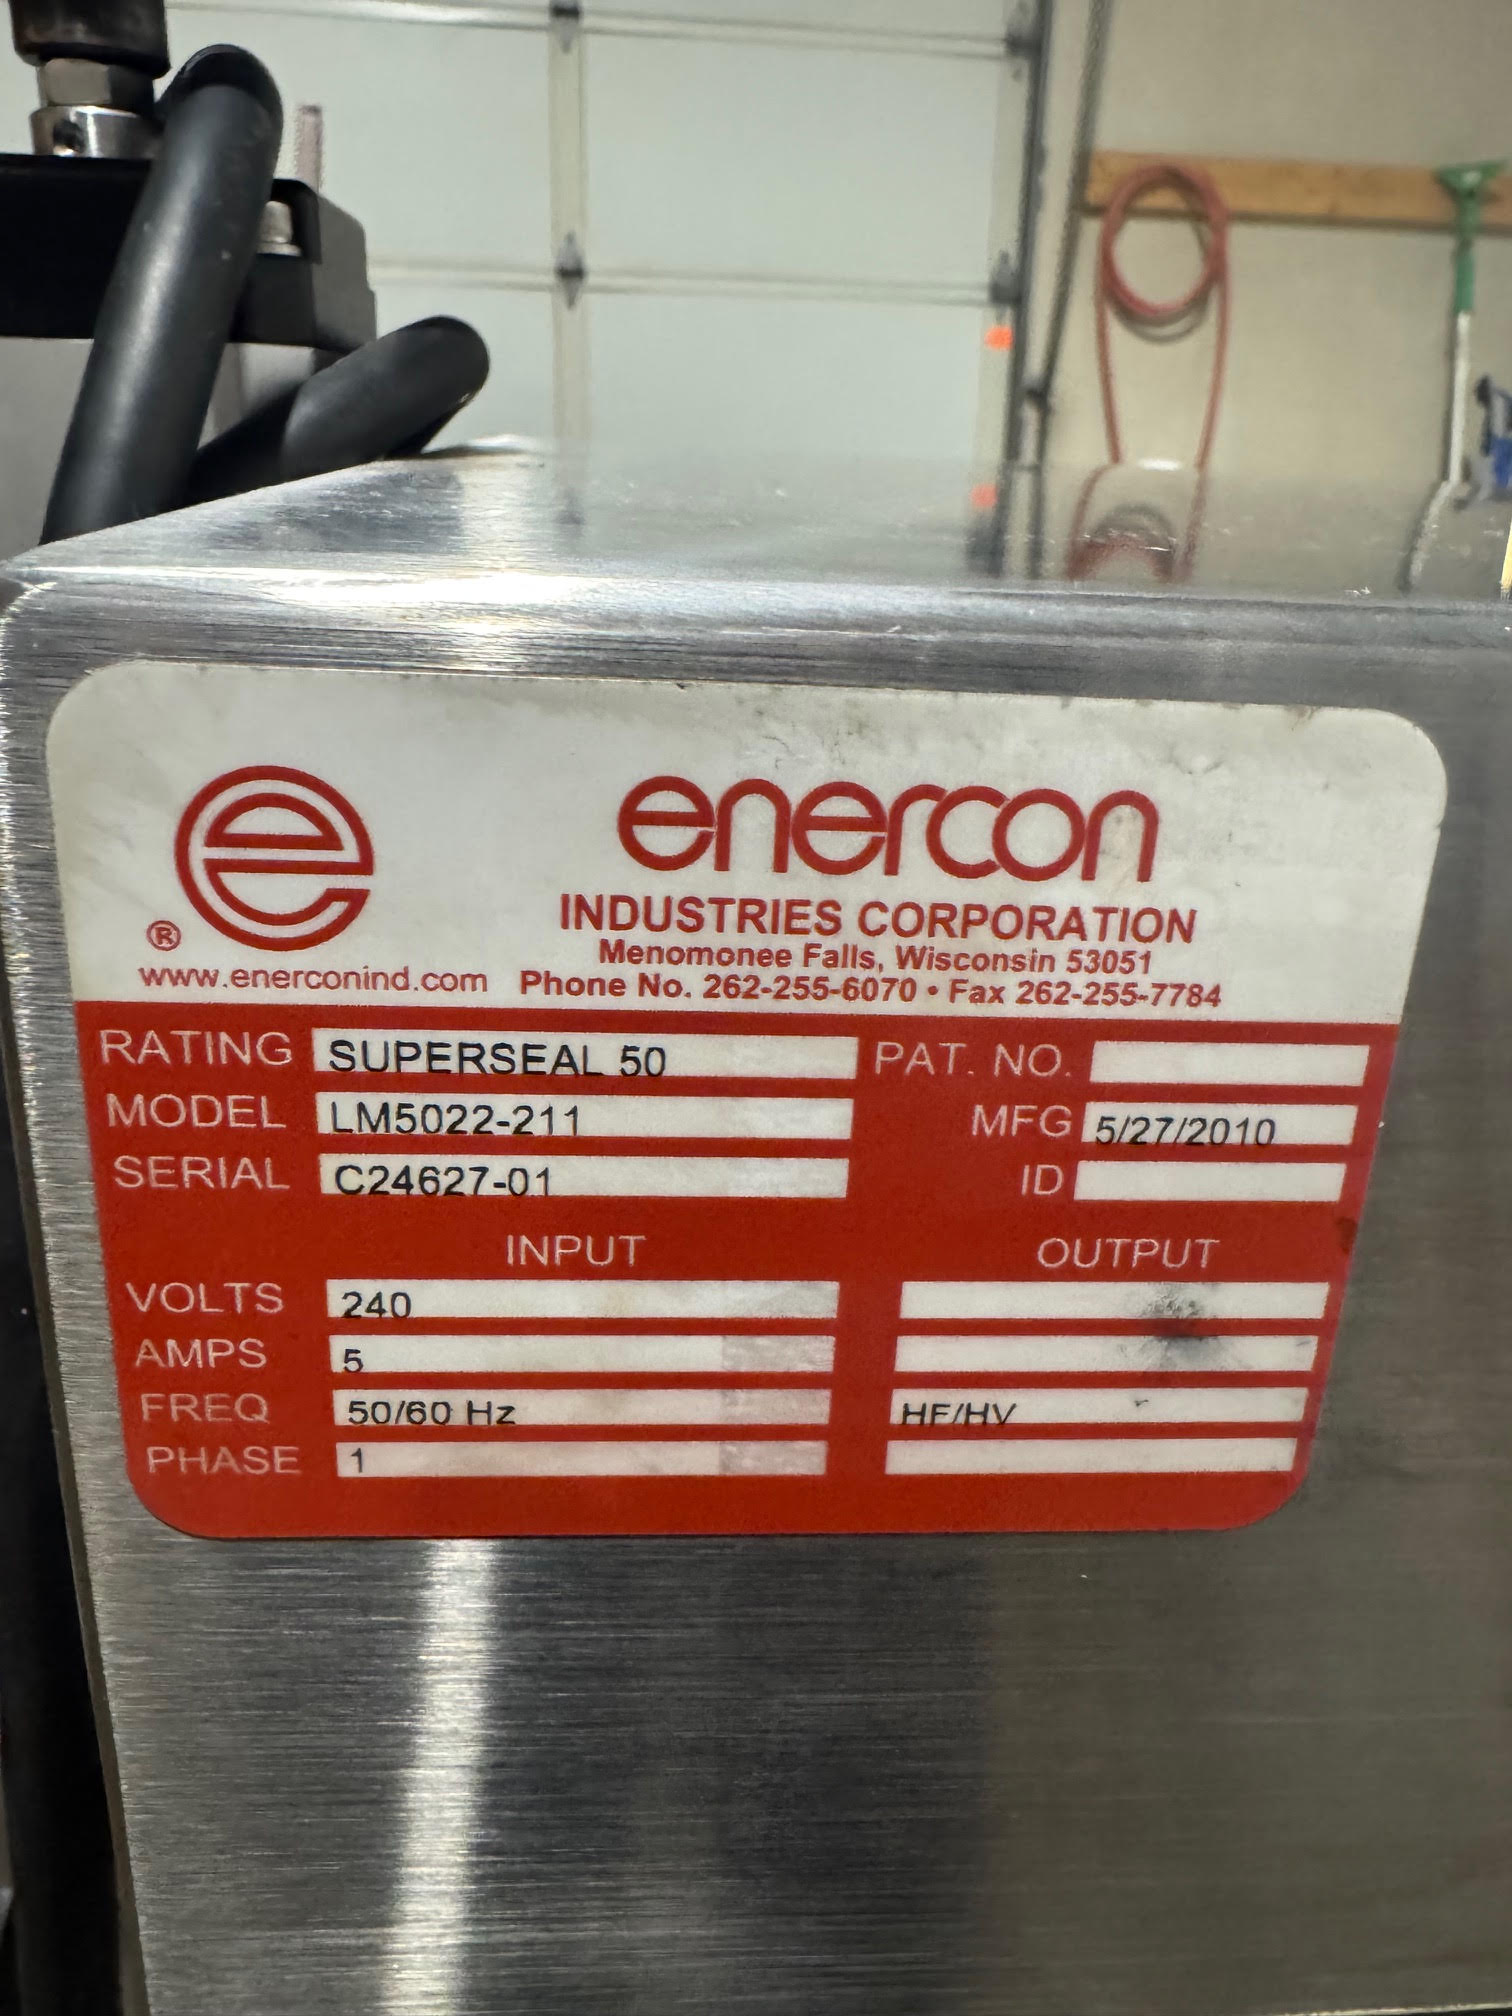 enercon
INDUSTRIES CORPORATION
Menomonee Falls, Wisconsin 53051
e
®
www.enerconind.com Phone No. 262-255-6070 • Fax 262-255-7784
RATING SUPERSEAL 50 PAT. NO.
MODEL LM5022-211 MFG 5/27/2010
SERIAL C24627-01 ID
INPUT OUTPUT
VOLTS 240
AMPS 5
FREQ 50/60 Hz HF/HV
PHASE 1